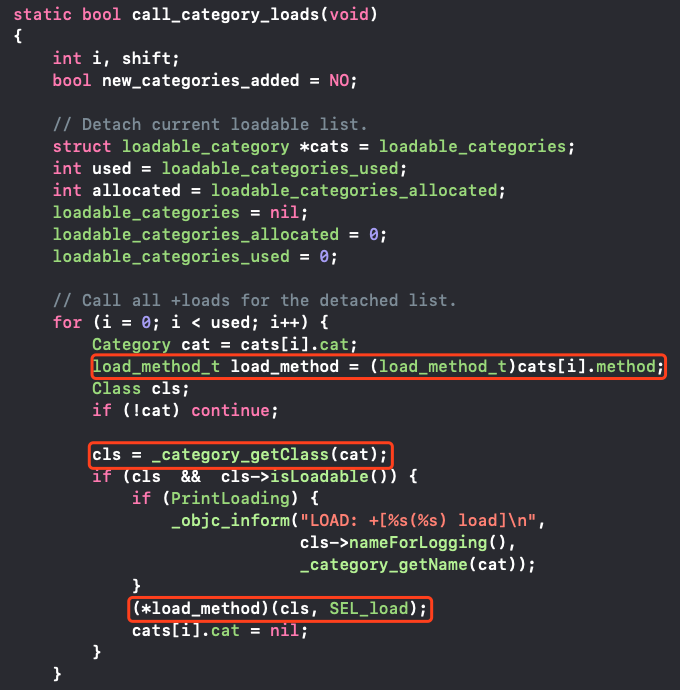 static bool call_category_loads(void)
{
    int i, shift;
    bool new_categories_added = NO;

    // Detach current loadable list.
    struct loadable_category *cats = loadable_categories;
    int used = loadable_categories_used;
    int allocated = loadable_categories_allocated;
    loadable_categories = nil;
    loadable_categories_allocated = 0;
    loadable_categories_used = 0;

    // Call all +loads for the detached list.
    for (i = 0; i < used; i++) {
        Category cat = cats[i].cat;
        load_method_t load_method = (load_method_t)cats[i].method;
        Class cls;
        if (!cat) continue;

        cls = _category_getClass(cat);
        if (cls  &&  cls->isLoadable()) {
            if (PrintLoading) {
                _objc_inform("LOAD: +[%s(%s) load]\n",
                             cls->nameForLogging(),
                             _category_getName(cat));
            }
            (*load_method)(cls, SEL_load);
            cats[i].cat = nil;
        }
    }